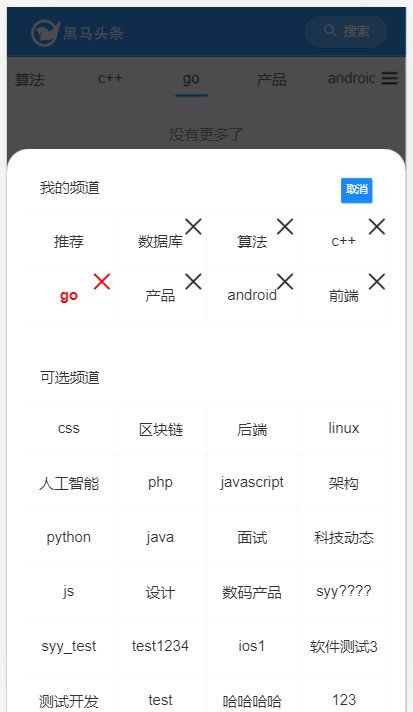 黑马头条 搜索
算法 c++ go 产品 android
没有更多了
我的频道 取消
推荐 数据库 算法 c++
go 产品 android 前端
可选频道
css 区块链 后端 linux
人工智能 php javascript 架构
python java 面试 科技动态
js 设计 数码产品 syy????
syy_test test1234 ios1 软件测试3
测试开发 test 哈哈哈哈 123